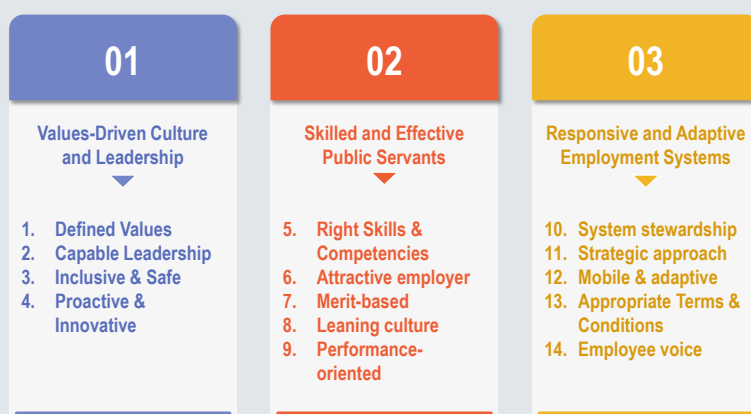 01
Values-Driven Culture
and Leadership
1. Defined Values
2. Capable Leadership
3. Inclusive & Safe
4. Proactive &
Innovative
02
Skilled and Effective
Public Servants
5. Right Skills &
Competencies
6. Attractive employer
7. Merit-based
8. Leaning culture
9. Performance-
oriented
03
Responsive and Adaptive
Employment Systems
10. System stewardship
11. Strategic approach
12. Mobile & adaptive
13. Appropriate Terms &
Conditions
14. Employee voice